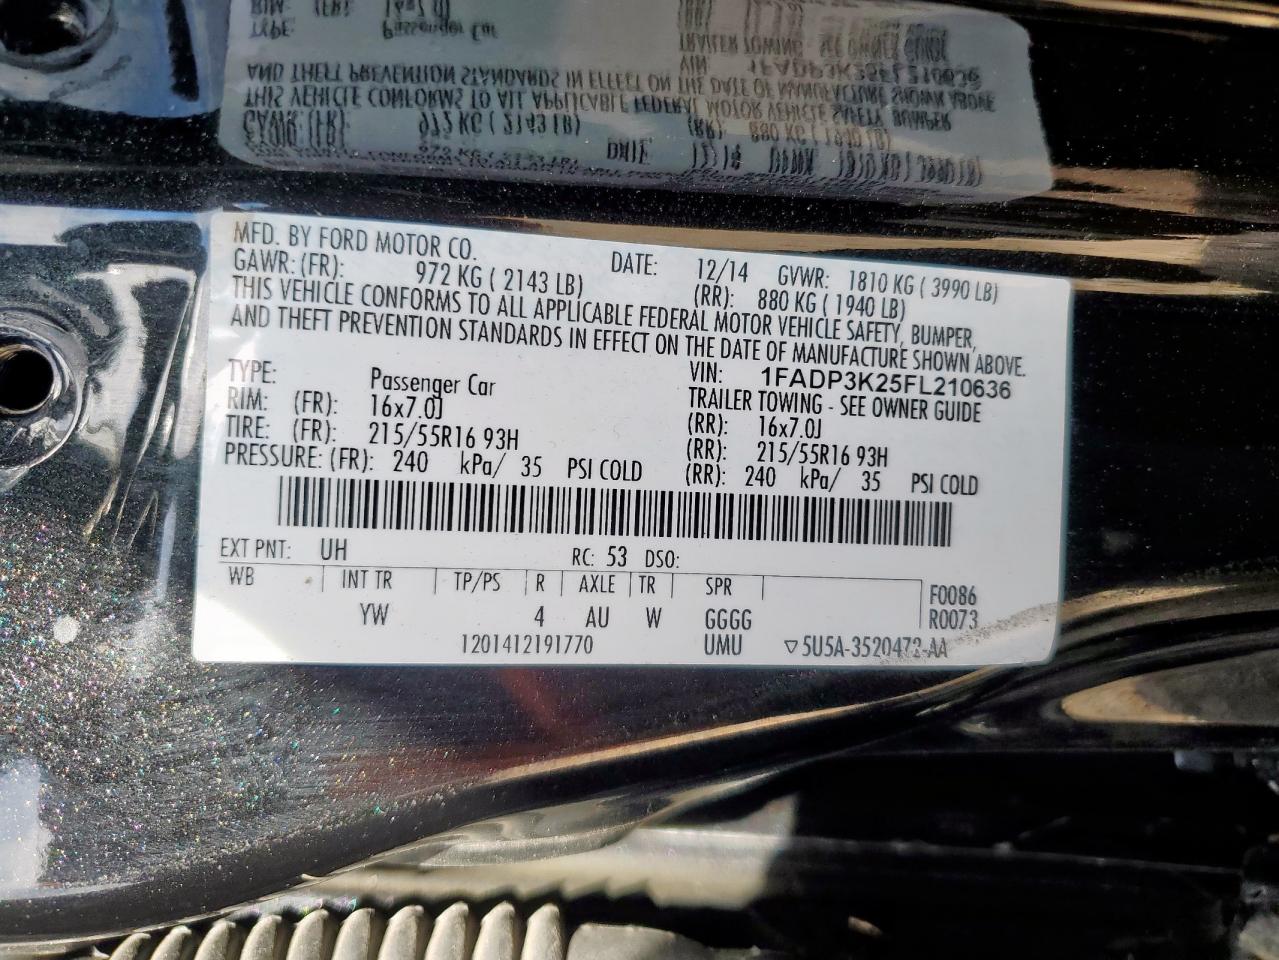 MFD. BY FORD MOTOR CO.
DATE: 12/14 GVWR: 1810 KG ( 3990 LB)
GAWR: (FR): 972 KG ( 2143 LB) (RR): 880 KG ( 1940 LB)
THIS VEHICLE CONFORMS TO ALL APPLICABLE FEDERAL MOTOR VEHICLE SAFETY, BUMPER,
AND THEFT PREVENTION STANDARDS IN EFFECT ON THE DATE OF MANUFACTURE SHOWN ABOVE.
VIN: 1FADP3K25FL210636
TYPE: Passenger Car TRAILER TOWING - SEE OWNER GUIDE
RIM: (FR): 16x7.0J (RR): 16x7.0J
TIRE: (FR): 215/55R16 93H (RR): 215/55R16 93H
PRESSURE: (FR): 240 kPa/ 35 PSI COLD (RR): 240 kPa/ 35 PSI COLD
EXT PNT: UH RC: 53 DSO:
WB INT TR TP/PS R AXLE TR SPR F0086
YW 4 AU W GGGG R0073
1201412191770 UMU ▽5U5A-3520472-AA